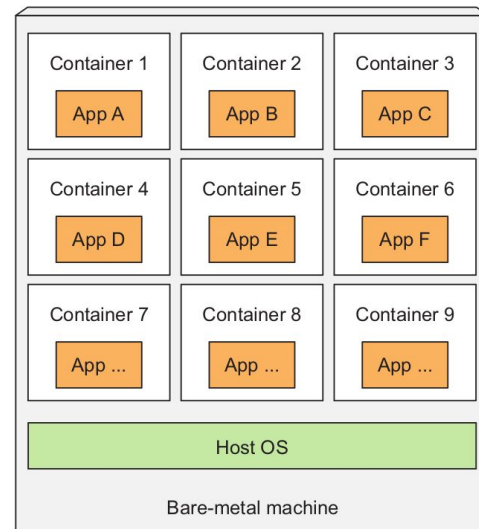 Container 1 Container 2 Container 3
App A App B App C
Container 4 Container 5 Container 6
App D App E App F
Container 7 Container 8 Container 9
App ... App ... App ...
Host OS
Bare-metal machine